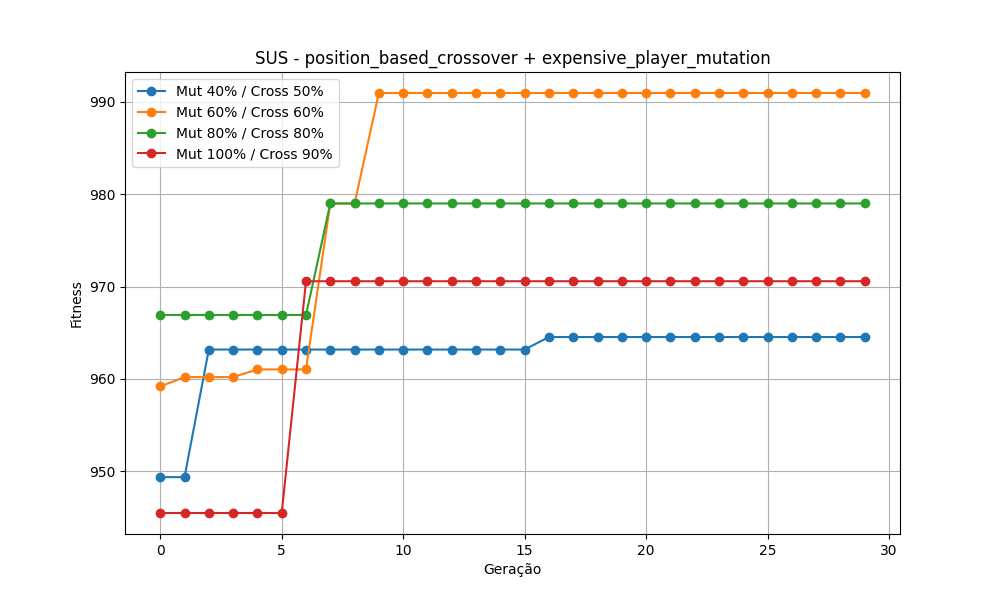 SUS - position_based_crossover + expensive_player_mutation
Mut 40% / Cross 50%
Mut 60% / Cross 60%
Mut 80% / Cross 80%
Mut 100% / Cross 90%
990
980
970
960
950
Fitness
0 5 10 15 20 25 30
Geração